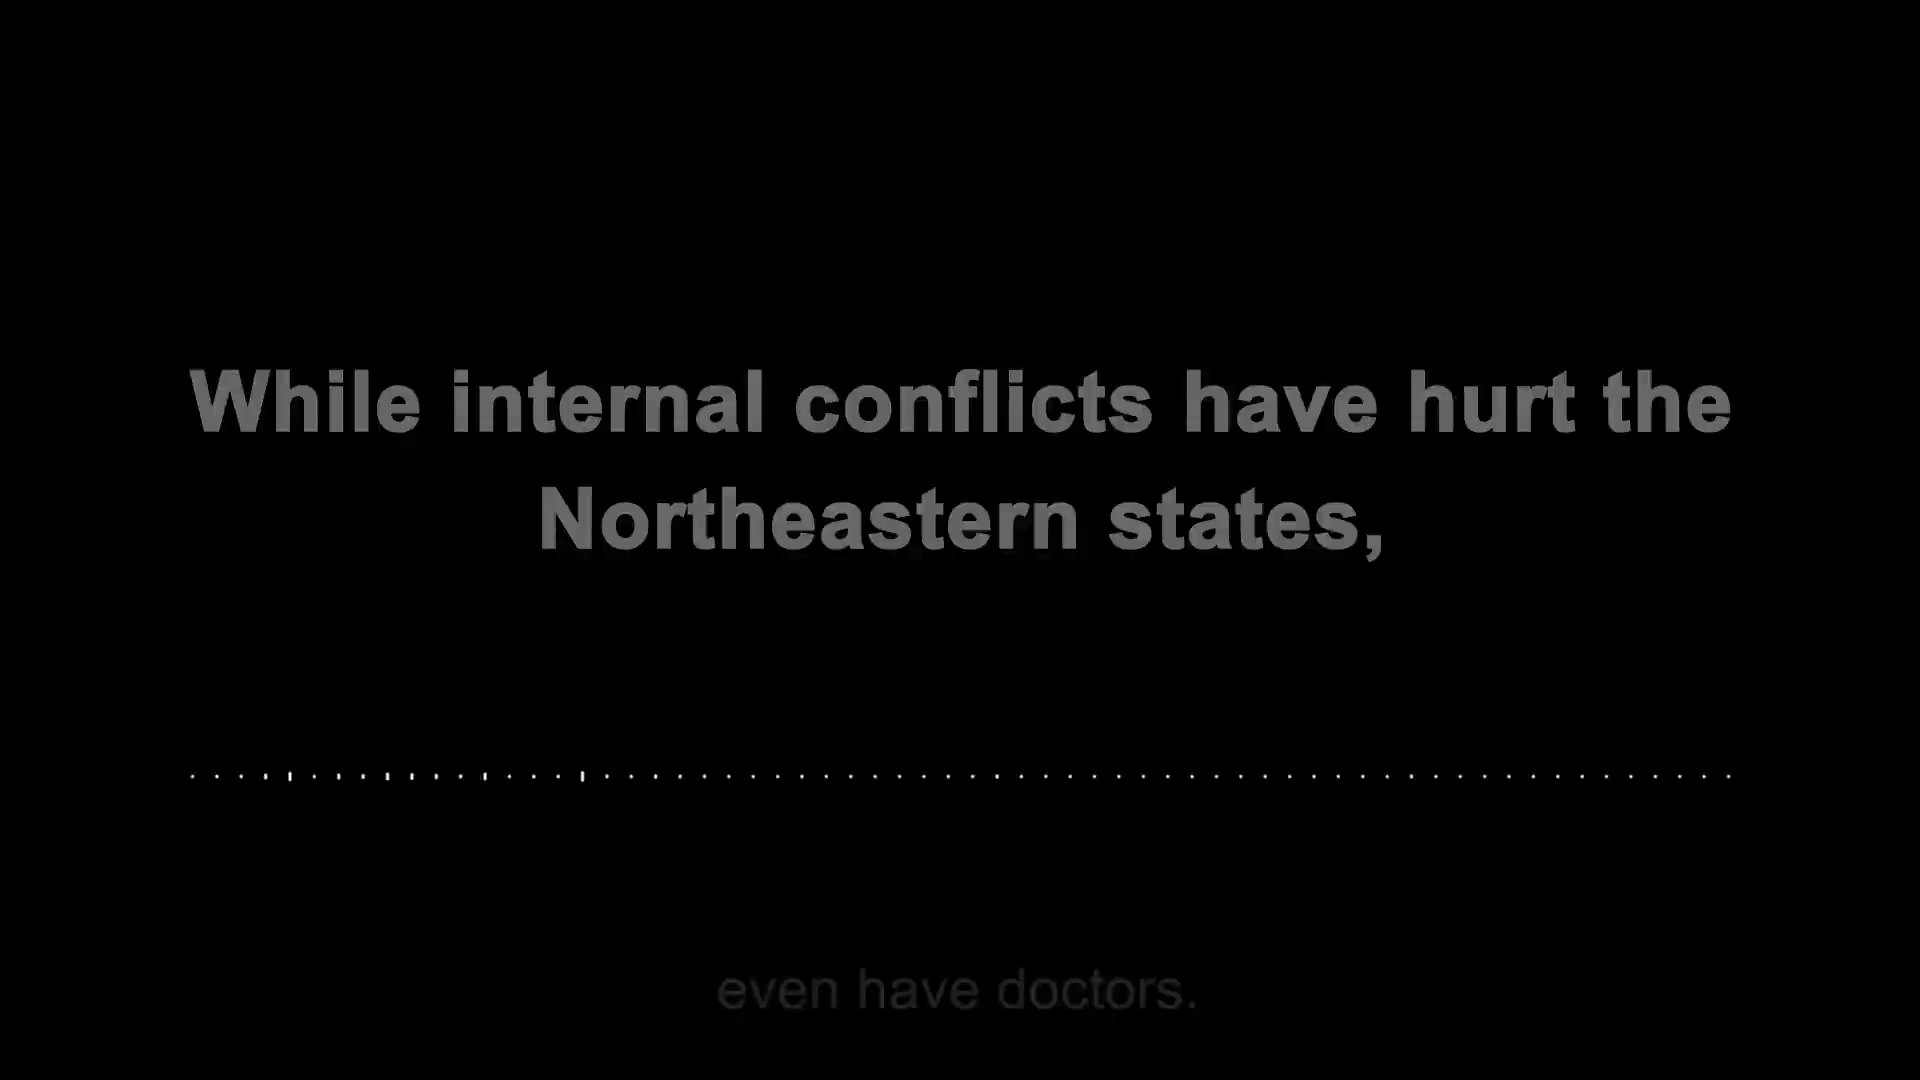 While internal conflicts have hurt the
Northeastern states,
even have doctors.